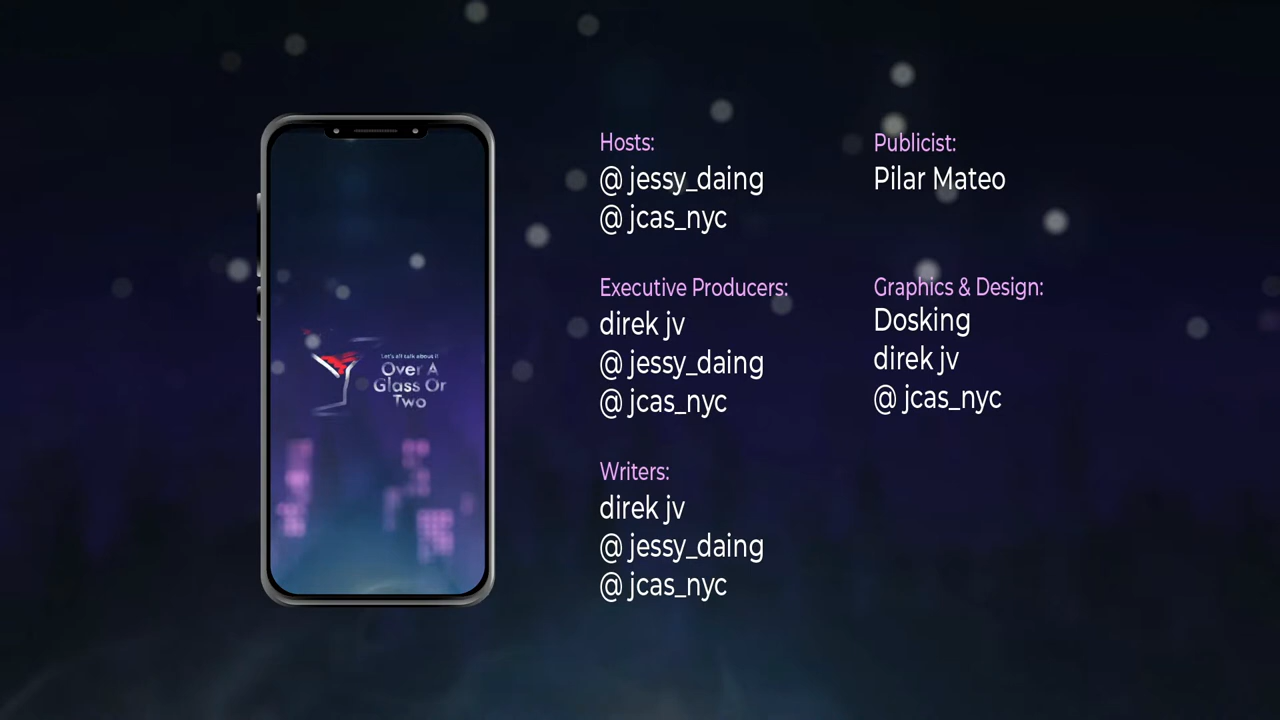 Let's all talk about it
Over A
Glass Or
Two
Hosts:
@ jessy_daing
@ jcas_nyc
Executive Producers:
direk jv
@ jessy_daing
@ jcas_nyc
Writers:
direk jv
@ jessy_daing
@ jcas_nyc
Publicist:
Pilar Mateo
Graphics & Design:
Dosking
direk jv
@ jcas_nyc